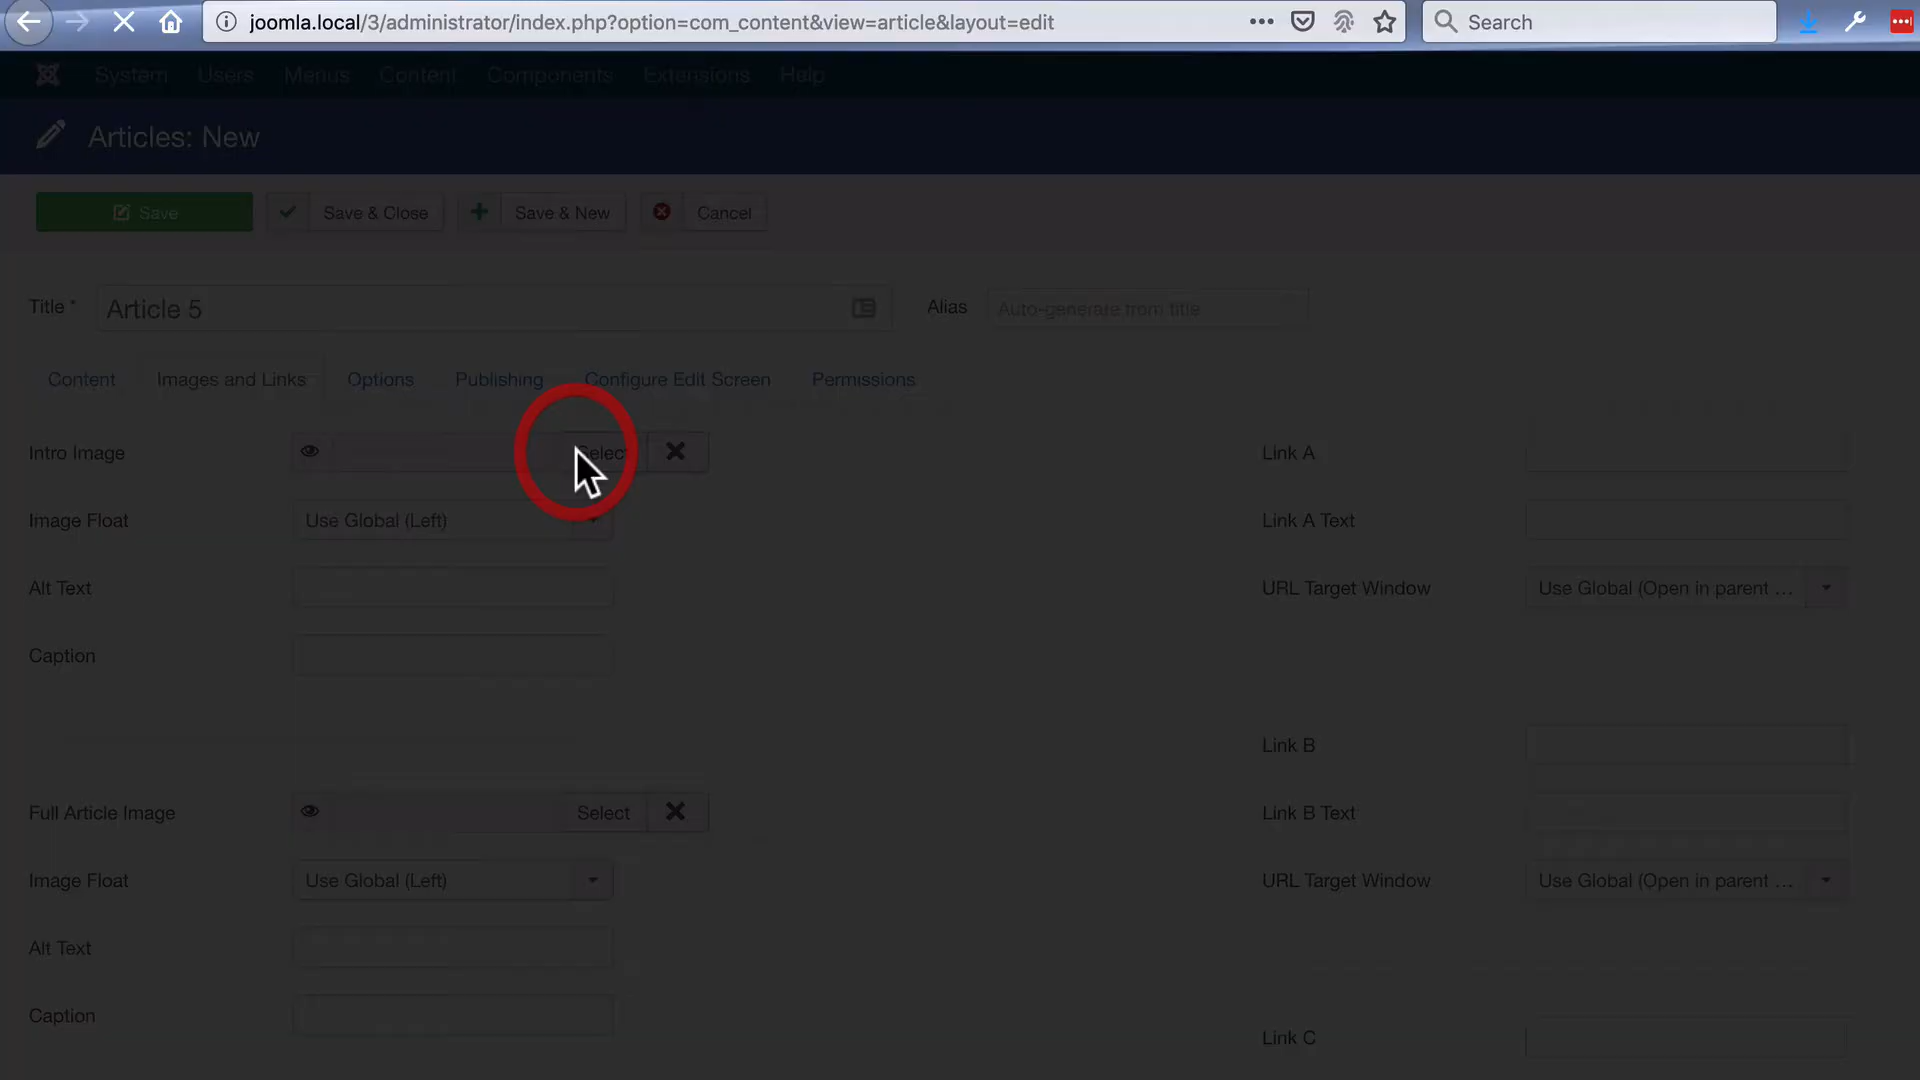 joomla.local/3/administrator/index.php?option=com_content&view=article&layout=edit
Search
System Users Menus Content Components Extensions Help
Articles: New
Save
Save & Close
Save & New
Cancel
Title *
Article 5
Alias
Auto-generate from title
Content
Images and Links
Options
Publishing
Configure Edit Screen
Permissions
Intro Image
Select
Link A
Image Float
Use Global (Left)
Link A Text
Alt Text
URL Target Window
Use Global (Open in parent ...
Caption
Link B
Full Article Image
Select
Link B Text
Image Float
Use Global (Left)
URL Target Window
Use Global (Open in parent ...
Alt Text
Caption
Link C